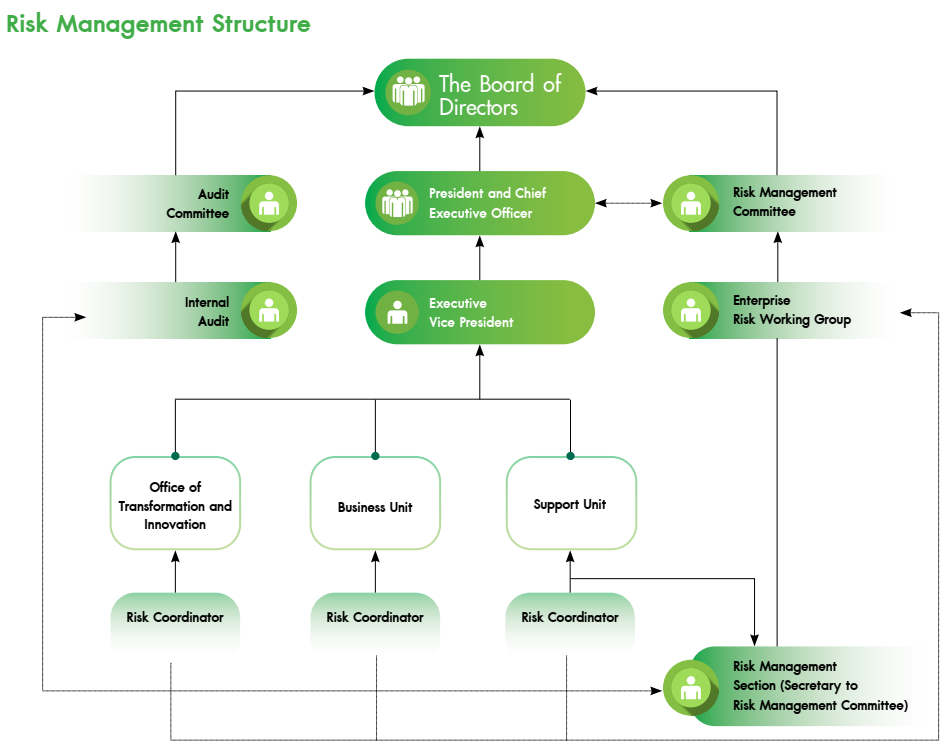 Risk Management Structure
The Board of
Directors
Audit
Committee
President and Chief
Executive Officer
Risk Management
Committee
Internal
Audit
Executive
Vice President
Enterprise
Risk Working Group
Office of
Transformation and
Innovation
Business Unit
Support Unit
Risk Coordinator
Risk Coordinator
Risk Coordinator
Risk Management
Section (Secretary to
Risk Management Committee)